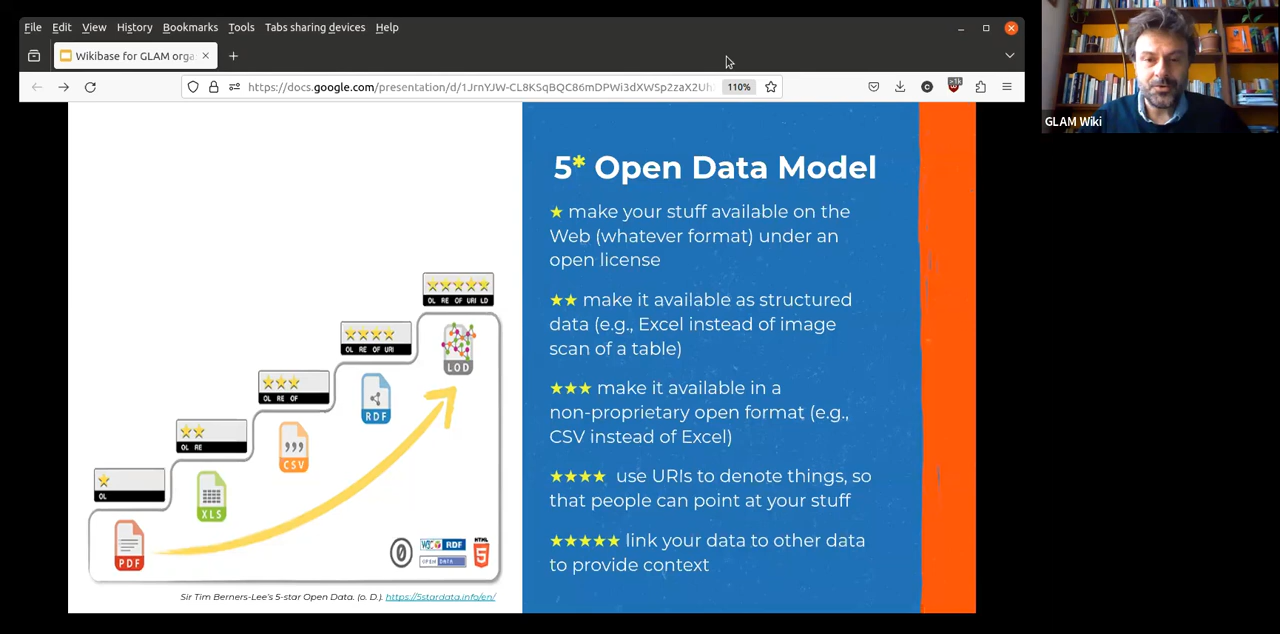 File Edit View History Bookmarks Tools Tabs sharing devices Help
Wikibase for GLAM orga
https://docs.google.com/presentation/d/1JrnYJW-CL8KSqBQC86mDPWi3dXWSp2zaX2Uh
110%
GLAM Wiki
5* Open Data Model
★ make your stuff available on the
Web (whatever format) under an
open license
★★ make it available as structured
data (e.g., Excel instead of image
scan of a table)
★★★ make it available in a
non-proprietary open format (e.g.,
CSV instead of Excel)
★★★★ use URIs to denote things, so
that people can point at your stuff
★★★★★ link your data to other data
to provide context
OL RE OF URI LD
LOD
OL RE OF URI
RDF
OL RE OF
CSV
OL RE
XLS
OL
PDF
0
W3C RDF
OPEN DATA
HTML
5
Sir Tim Berners-Lee's 5-star Open Data. (o. D.). https://5stardata.info/en/